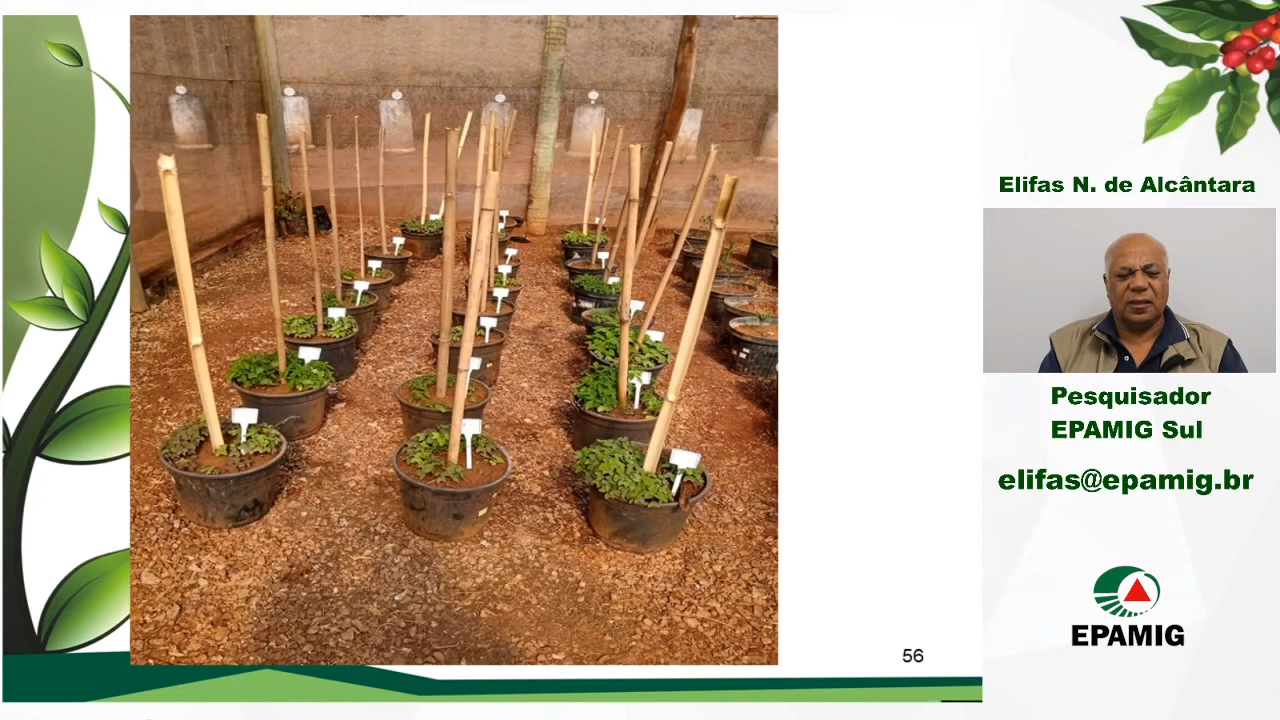 Elifas N. de Alcântara
Pesquisador
EPAMIG Sul
elifas@epamig.br
EPAMIG
56